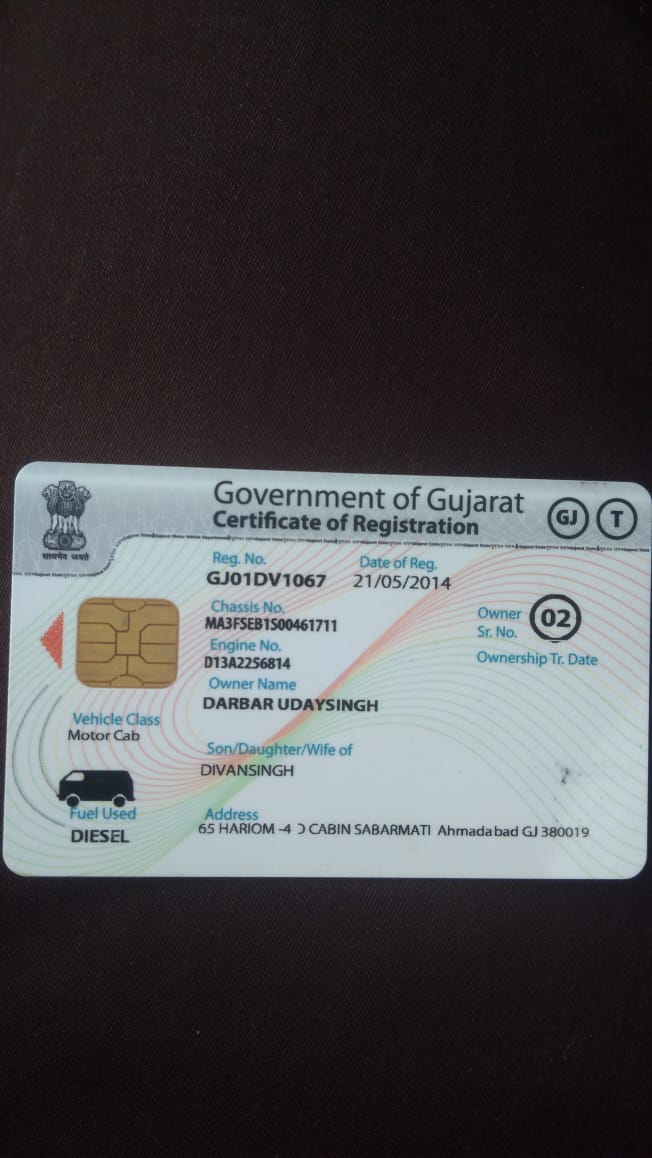 Government of Gujarat
Certificate of Registration
GJ T
सत्यमेव जयते
Reg. No. Date of Reg.
GJ01DV1067 21/05/2014
Chassis No.
MA3FSEB1S00461711
Owner 02
Sr. No.
Engine No.
D13A2256814
Ownership Tr. Date
Owner Name
DARBAR UDAYSINGH
Vehicle Class
Motor Cab
Son/Daughter/Wife of
DIVANSINGH
Fuel Used
DIESEL
Address
65 HARIOM -4 D CABIN SABARMATI Ahmadabad GJ 380019